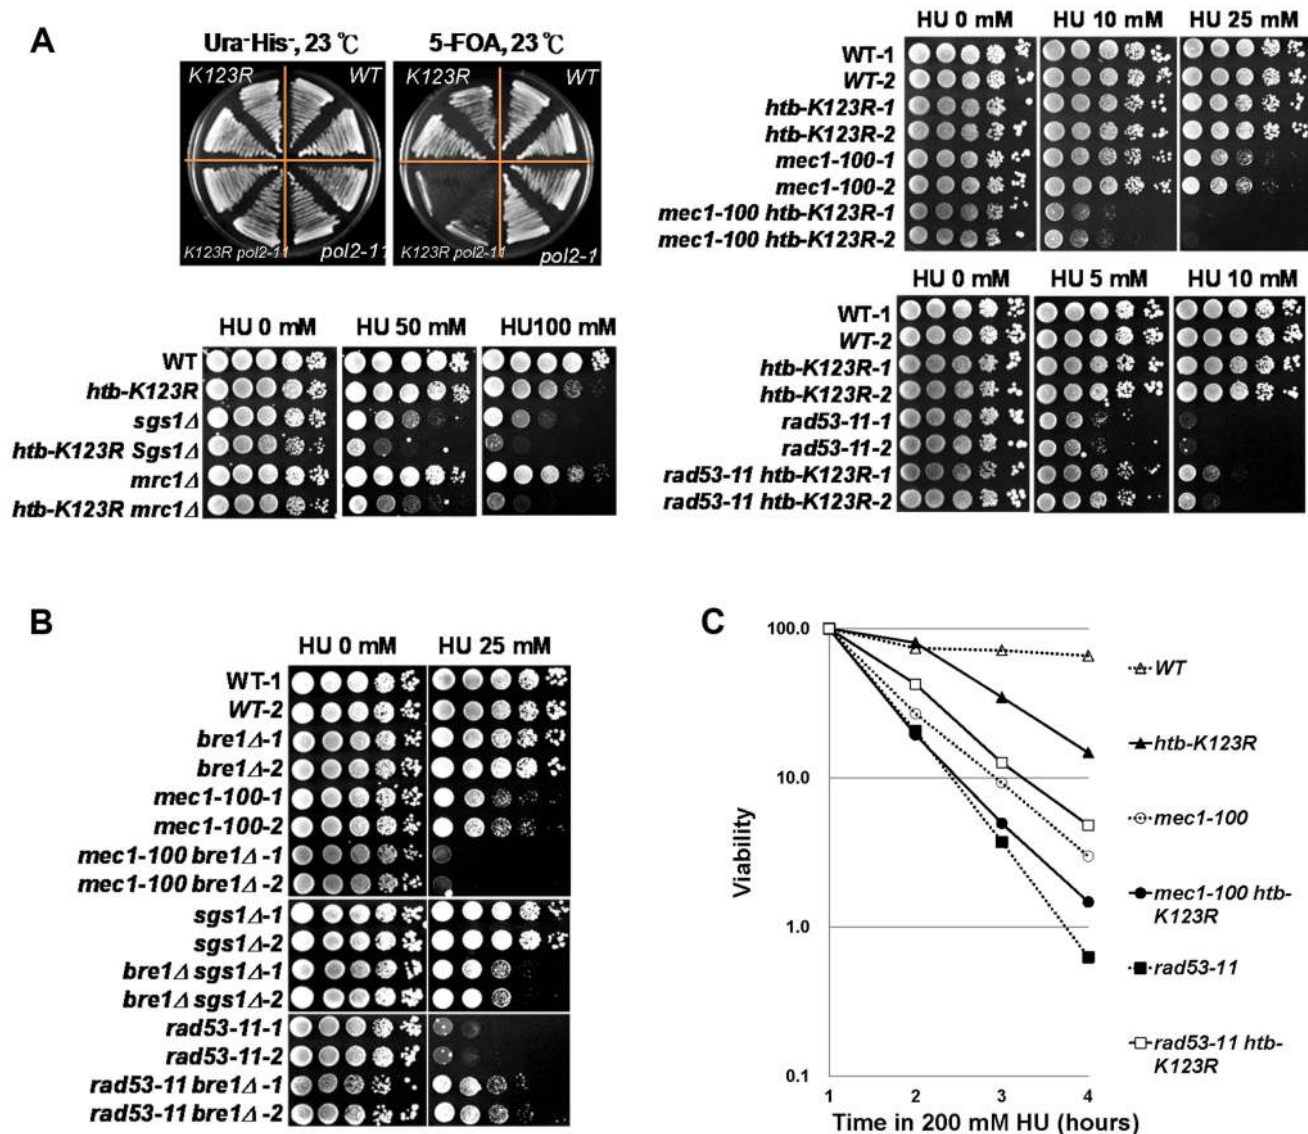 A
Ura-His-, 23 ℃
5-FOA, 23 ℃
K123R
WT
K123R pol2-11
pol2-11
K123R
WT
K123R pol2-11
pol2-1
HU 0 mM
HU 50 mM
HU100 mM
WT
htb-K123R
sgs1Δ
htb-K123R Sgs1Δ
mrc1Δ
htb-K123R mrc1Δ
HU 0 mM
HU 10 mM
HU 25 mM
WT-1
WT-2
htb-K123R-1
htb-K123R-2
mec1-100-1
mec1-100-2
mec1-100 htb-K123R-1
mec1-100 htb-K123R-2
HU 0 mM
HU 5 mM
HU 10 mM
WT-1
WT-2
htb-K123R-1
htb-K123R-2
rad53-11-1
rad53-11-2
rad53-11 htb-K123R-1
rad53-11 htb-K123R-2
B
HU 0 mM
HU 25 mM
WT-1
WT-2
bre1Δ-1
bre1Δ-2
mec1-100-1
mec1-100-2
mec1-100 bre1Δ-1
mec1-100 bre1Δ-2
sgs1Δ-1
sgs1Δ-2
bre1Δ sgs1Δ-1
bre1Δ sgs1Δ-2
rad53-11-1
rad53-11-2
rad53-11 bre1Δ-1
rad53-11 bre1Δ-2
C
100.0
10.0
1.0
0.1
Viability
1
2
3
4
Time in 200 mM HU (hours)
WT
htb-K123R
mec1-100
mec1-100 htb-
K123R
rad53-11
rad53-11 htb-
K123R